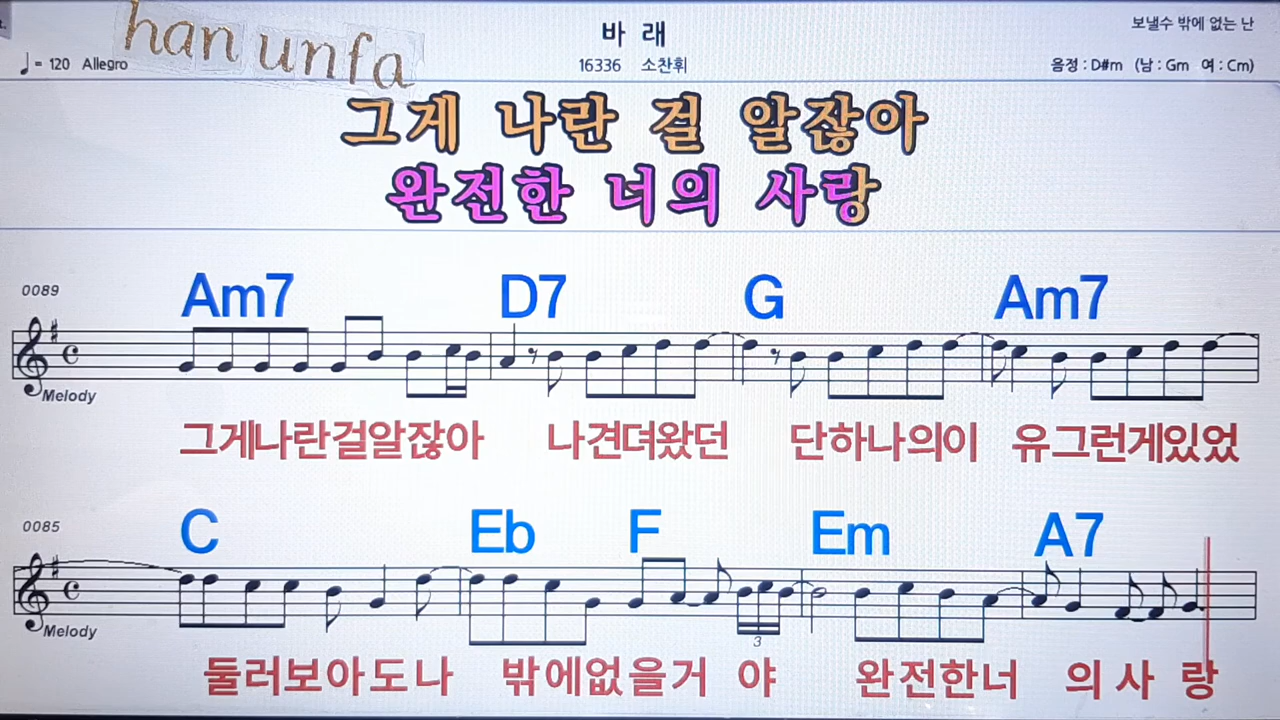 han unfa
바 래
보낼수 밖에 없는 난
♩ = 120 Allegro
16336 소찬휘
음정 : D#m (남 : Gm 여 : Cm)
그게 나란 걸 알잖아
완전한 너의 사랑
0089
Am7 D7 G Am7
Melody
그게나란걸알잖아 나견뎌왔던 단하나의이 유그런게있었
0085
C Eb F Em A7
Melody
3
둘러보아도나 밖에없을거 야 완전한너 의사 랑